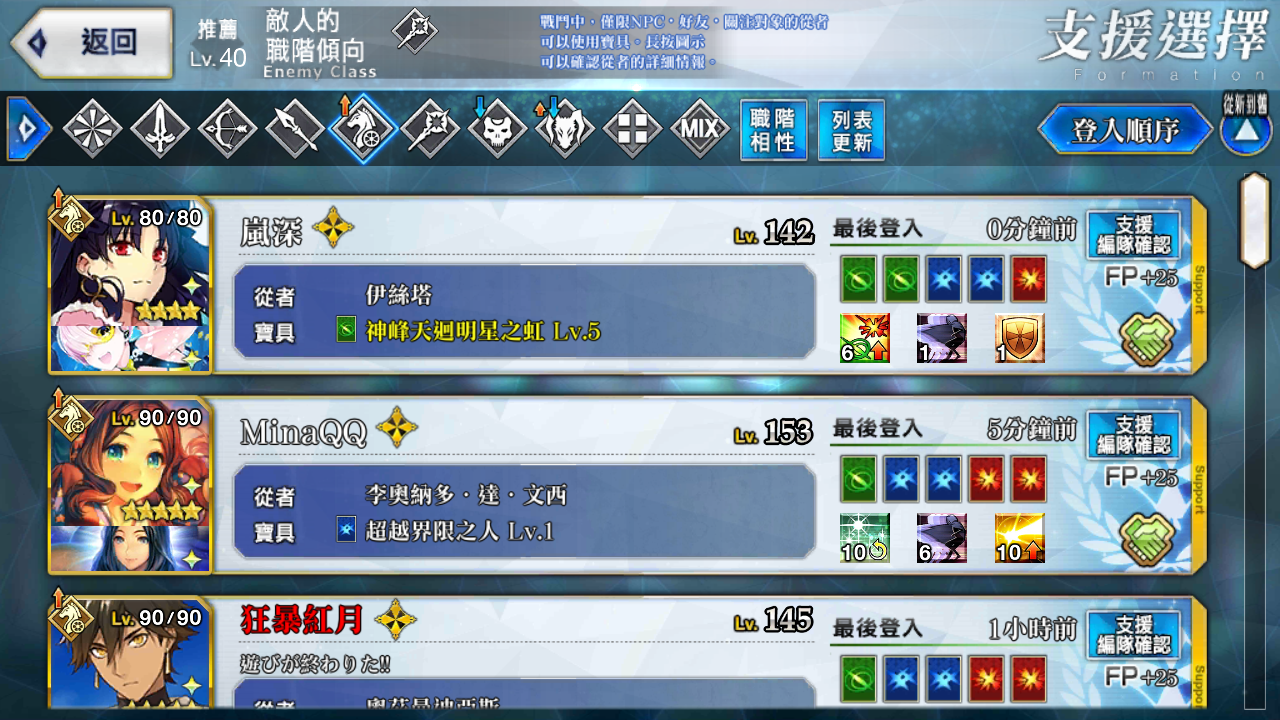 返回
推薦
Lv.40
敵人的
職階傾向
Enemy Class
戰鬥中，僅限NPC・好友・關注對象的從者
可以使用寶具。長按圖示
可以確認從者的詳細情報。
支援選擇
Formation
MIX
職階
相性
列表
更新
登入順序
從新到舊
Lv. 80/80
嵐深
Lv. 142
從者 伊絲塔
寶具 神峰天廻明星之虹 Lv.5
最後登入 0分鐘前
6
1
1
支援
編隊確認
FP+25
Support
Lv. 90/90
MinaQQ
Lv. 153
從者 李奧納多・達・文西
寶具 超越界限之人 Lv.1
最後登入 5分鐘前
10
6
10
支援
編隊確認
FP+25
Support
Lv. 90/90
狂暴紅月
Lv. 145
遊びが終わりた!!
最後登入 1小時前
支援
編隊確認
FP+25
Support
從者